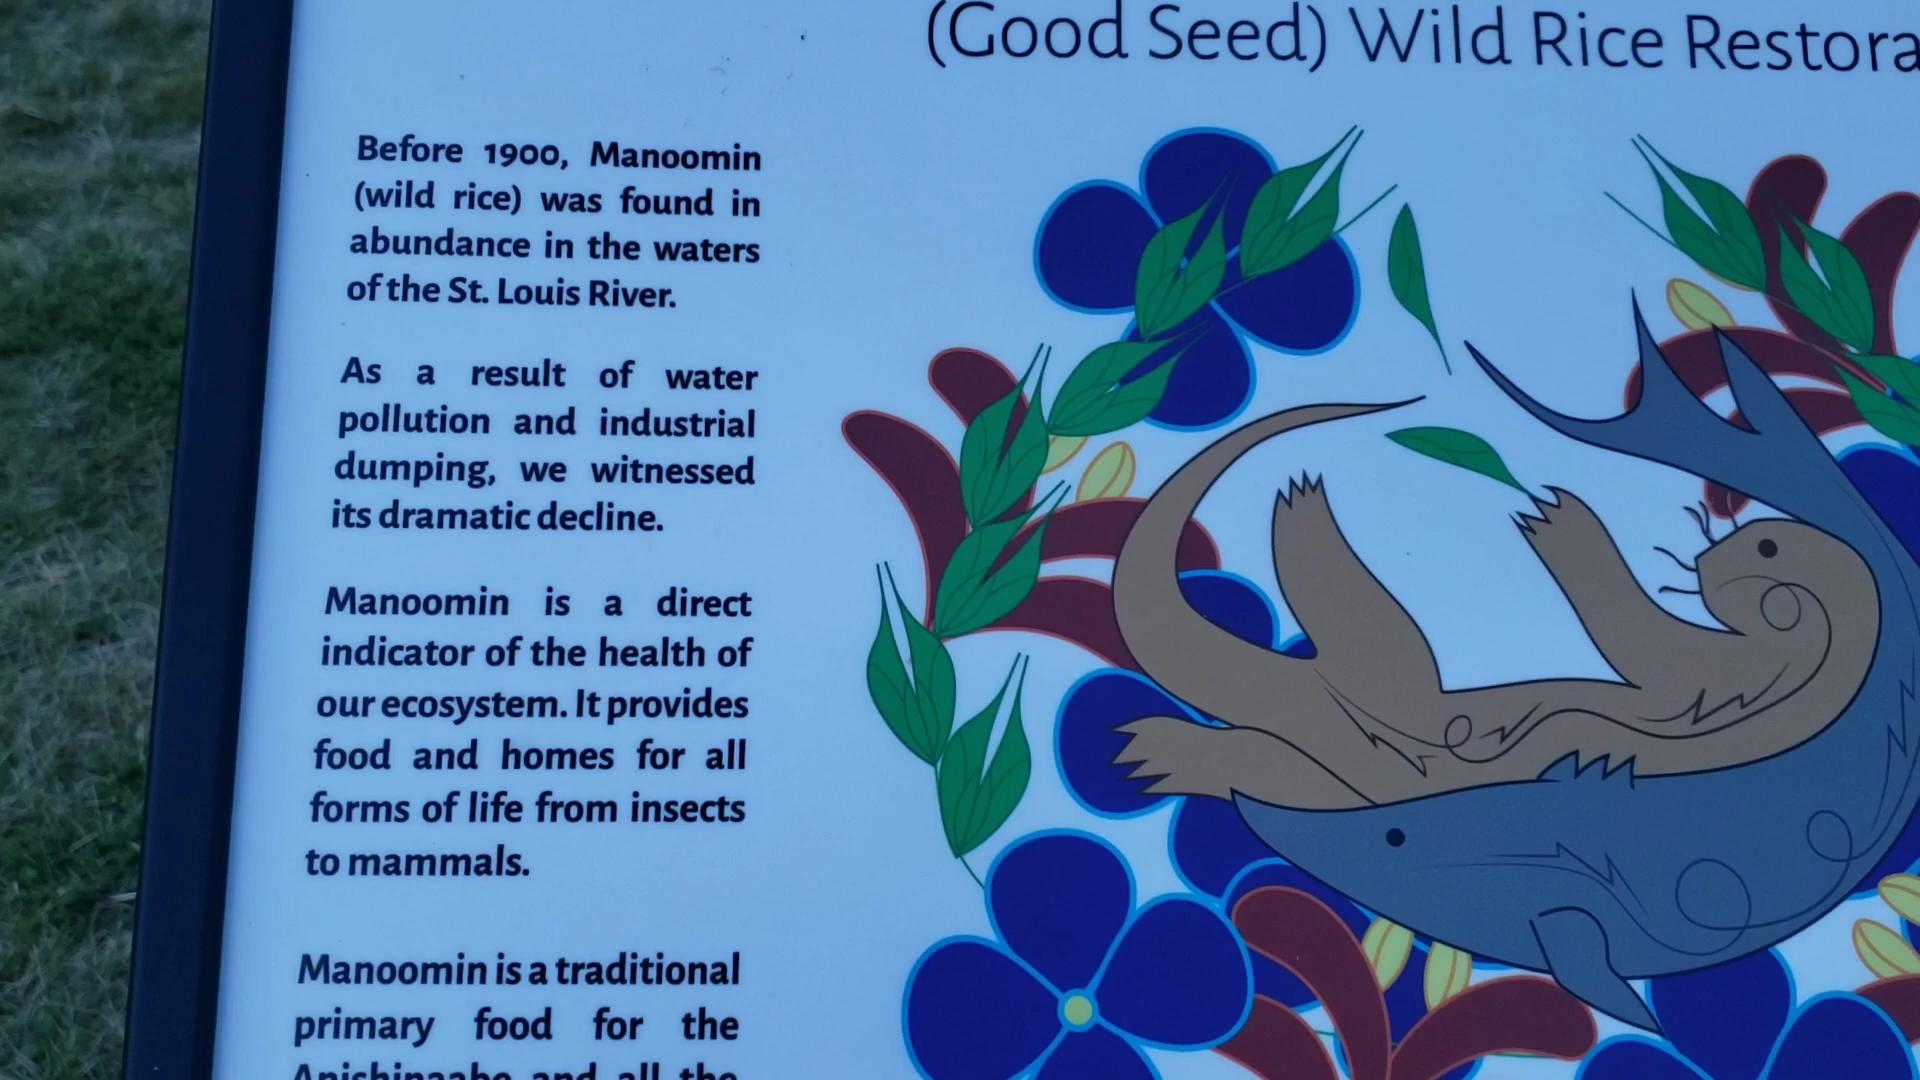 (Good Seed) Wild Rice Restora
Before 1900, Manoomin
(wild rice) was found in
abundance in the waters
of the St. Louis River.
As a result of water
pollution and industrial
dumping, we witnessed
its dramatic decline.
Manoomin is a direct
indicator of the health of
our ecosystem. It provides
food and homes for all
forms of life from insects
to mammals.
Manoomin is a traditional
primary food for the
Anishinaabe and all the